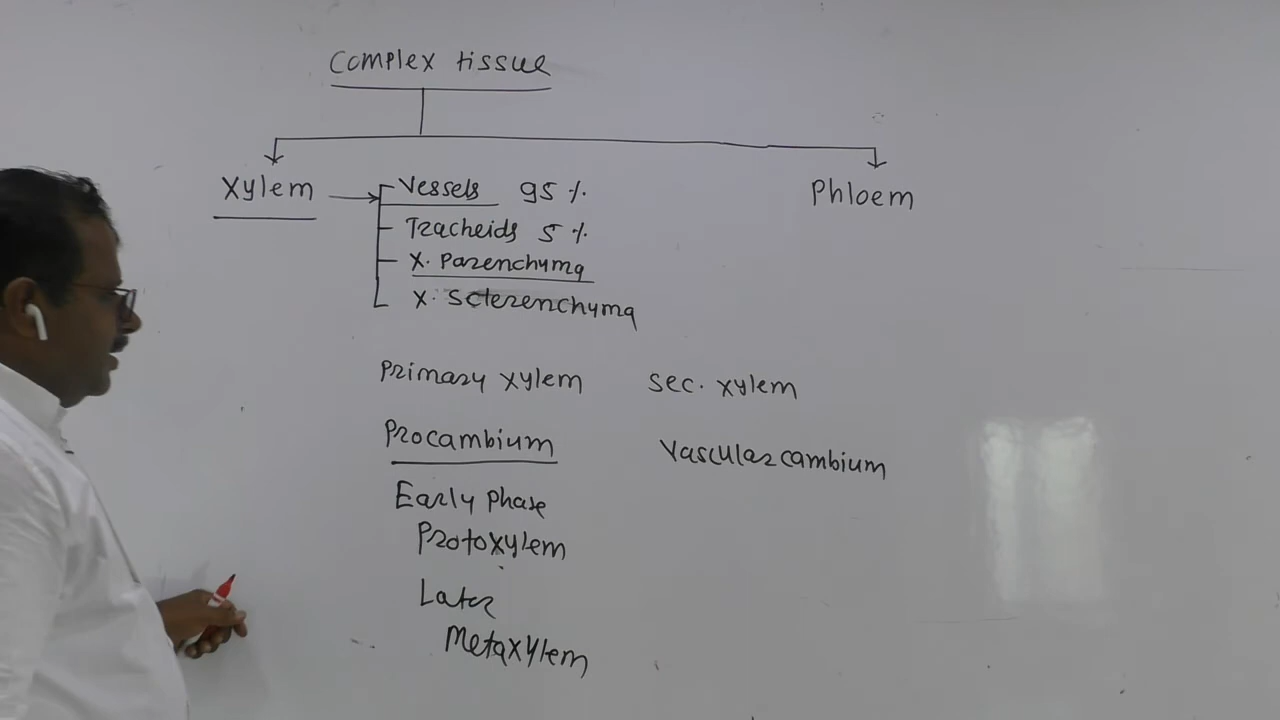 Complex tissue
Xylem
Vessels 95 %
Tracheids 5 %
X. Parenchyma
X. Sclerenchyma
Phloem
Primary xylem
Sec. xylem
Procambium
Vascular cambium
Early phase
Protoxylem
Later
Metaxylem